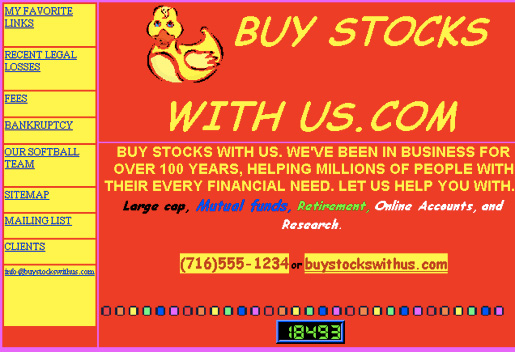 MY FAVORITE
LINKS
RECENT LEGAL
LOSSES
FEES
BANKRUPTCY
OUR SOFTBALL
TEAM
SITEMAP
MAILING LIST
CLIENTS
info@buystockswithus.com
BUY STOCKS
WITH US.COM
BUY STOCKS WITH US. WE'VE BEEN IN BUSINESS FOR
OVER 100 YEARS, HELPING MILLIONS OF PEOPLE WITH
THEIR EVERY FINANCIAL NEED. LET US HELP YOU WITH.
Large cap, Mutual funds, Retirement, Online Accounts, and
Research.
(716)555-1234 or buystockswithus.com
18493